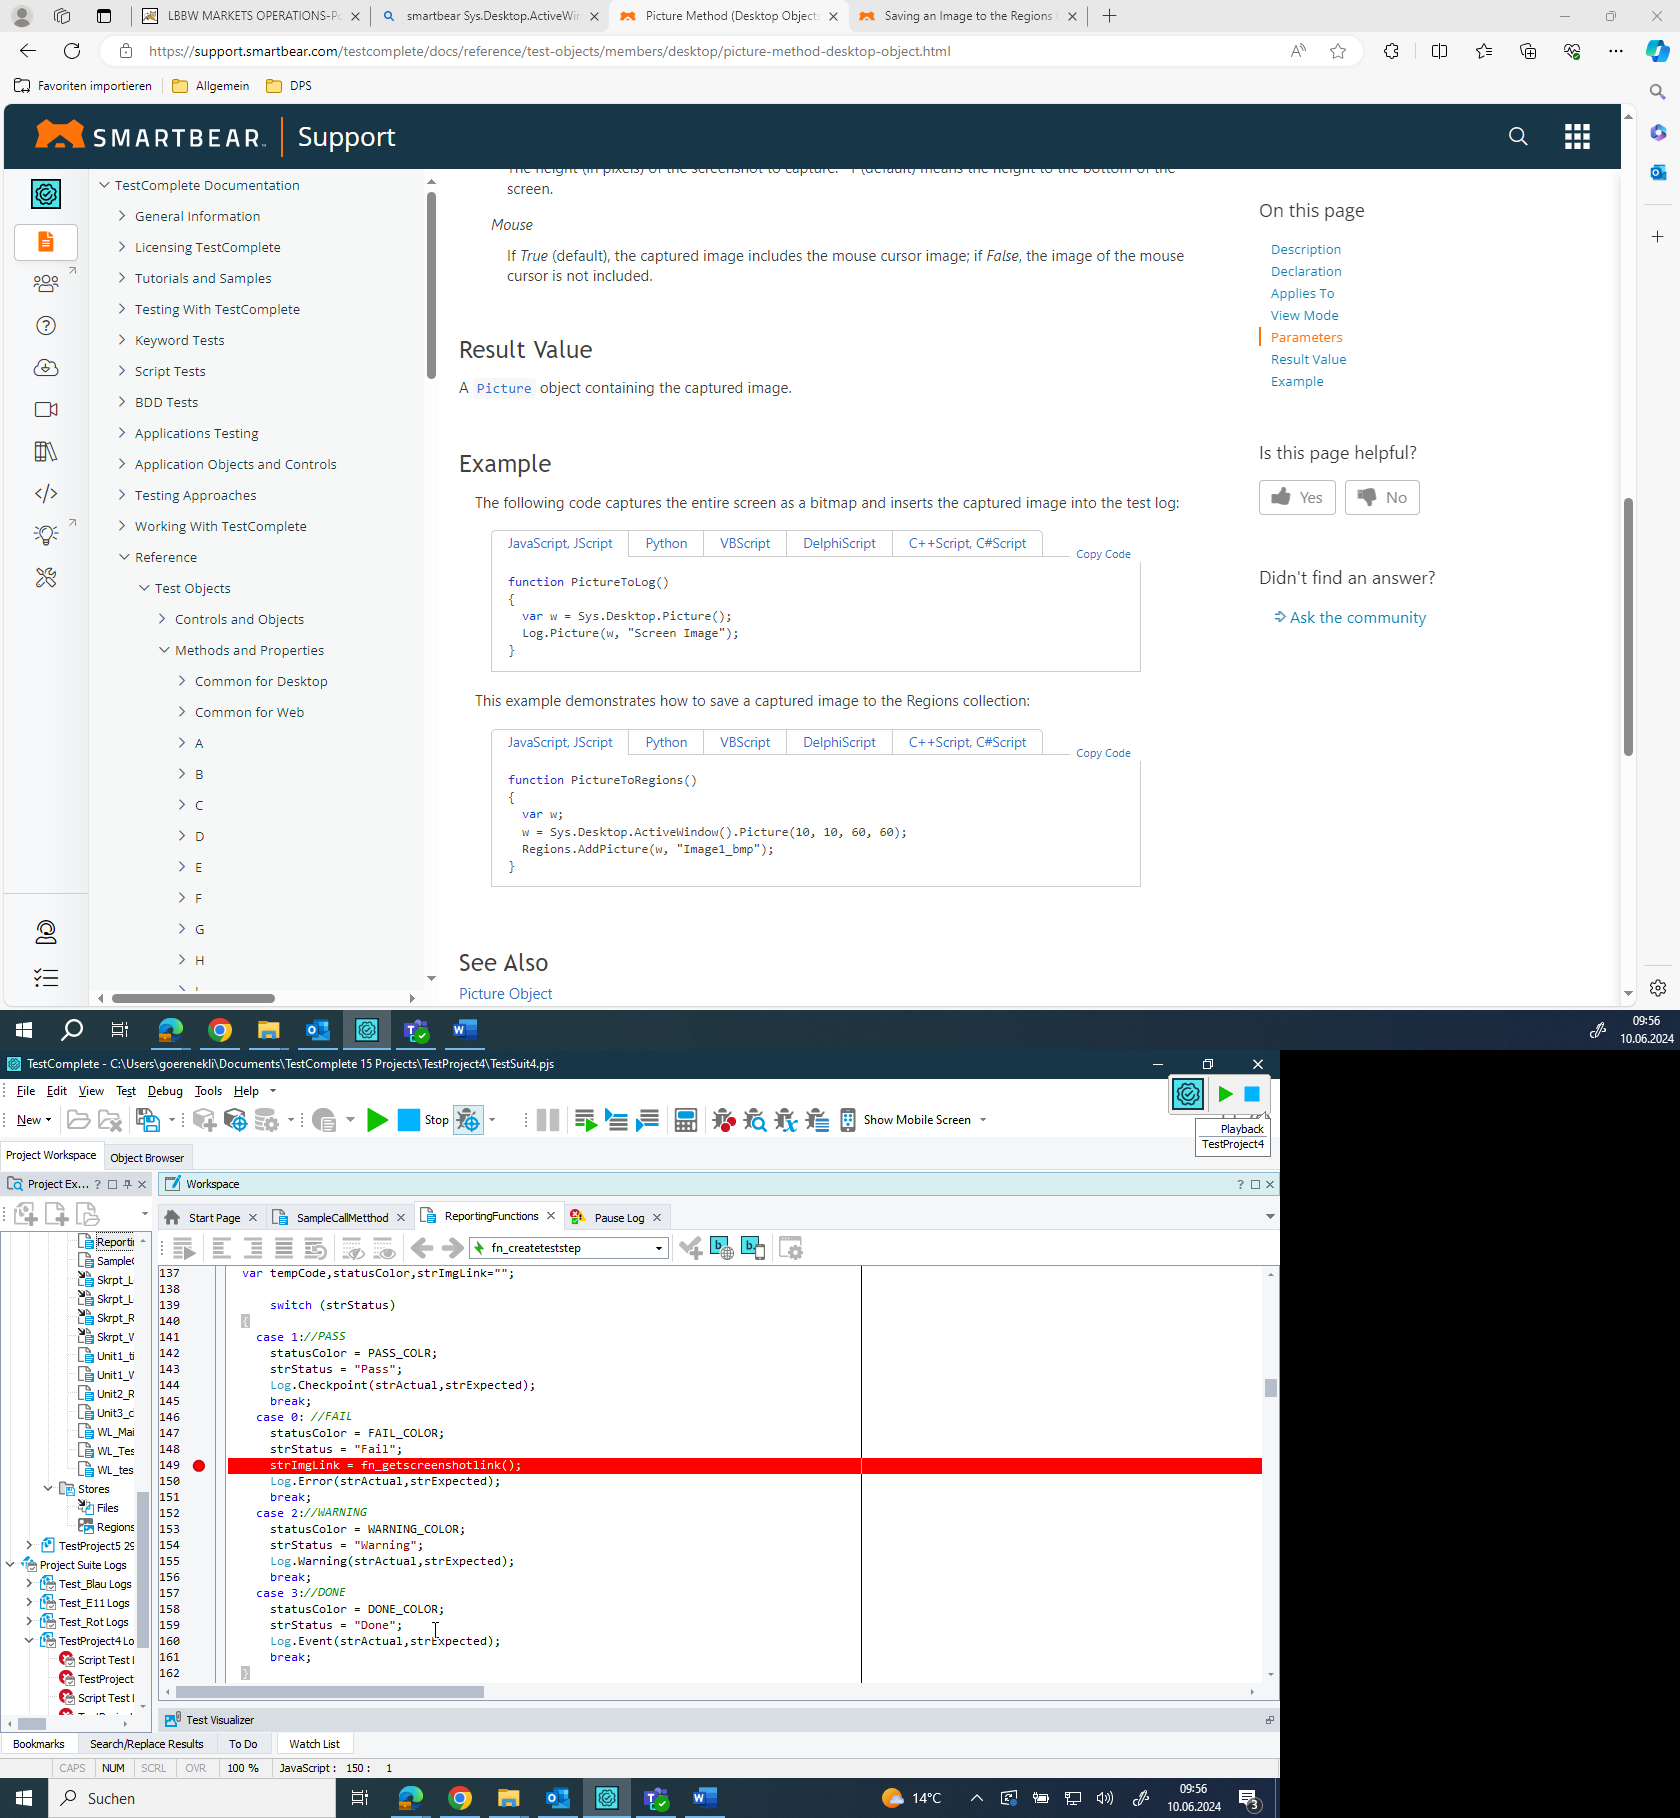 LBBW MARKETS OPERATIONS-Po
smartbear Sys.Desktop.ActiveWin
Picture Method (Desktop Objects
Saving an Image to the Regions
https://support.smartbear.com/testcomplete/docs/reference/test-objects/members/desktop/picture-method-desktop-object.html
Favoriten importieren
Allgemein
DPS
SMARTBEAR
Support
TestComplete Documentation
General Information
Licensing TestComplete
Tutorials and Samples
Testing With TestComplete
Keyword Tests
Script Tests
BDD Tests
Applications Testing
Application Objects and Controls
Testing Approaches
Working With TestComplete
Reference
Test Objects
Controls and Objects
Methods and Properties
Common for Desktop
Common for Web
A
B
C
D
E
F
G
H
screen.
Mouse
If True (default), the captured image includes the mouse cursor image; if False, the image of the mouse
cursor is not included.
Result Value
A Picture object containing the captured image.
Example
The following code captures the entire screen as a bitmap and inserts the captured image into the test log:
JavaScript, JScript
Python
VBScript
DelphiScript
C++Script, C#Script
Copy Code
function PictureToLog()
{
var w = Sys.Desktop.Picture();
Log.Picture(w, "Screen Image");
}
This example demonstrates how to save a captured image to the Regions collection:
JavaScript, JScript
Python
VBScript
DelphiScript
C++Script, C#Script
Copy Code
function PictureToRegions()
{
var w;
w = Sys.Desktop.ActiveWindow().Picture(10, 10, 60, 60);
Regions.AddPicture(w, "Image1_bmp");
}
See Also
Picture Object
On this page
Description
Declaration
Applies To
View Mode
Parameters
Result Value
Example
Is this page helpful?
Yes
No
Didn't find an answer?
Ask the community
09:56
10.06.2024
TestComplete - C:\Users\goerenekli\Documents\TestComplete 15 Projects\TestProject4\TestSuit4.pjs
File Edit View Test Debug Tools Help
New
Stop
Show Mobile Screen
Playback
TestProject4
Project Workspace
Object Browser
Project Ex...
Workspace
Start Page
SampleCallMetthod
ReportingFunctions
Pause Log
fn_createteststep
Reporti
Sample
Skrpt_L
Skrpt_L
Skrpt_R
Skrpt_W
Unit1_ti
Unit1_V
Unit2_R
Unit3_c
WL_Mai
WL_Tes
WL_tes
Stores
Files
Regions
TestProject5 29
Project Suite Logs
Test_Blau Logs
Test_E11 Logs
Test_Rot Logs
TestProject4 Lo
Script Test l
TestProject
Script Test l
137 var tempCode,statusColor,strImgLink="";
138
139 switch (strStatus)
140 {
141 case 1://PASS
142 statusColor = PASS_COLR;
143 strStatus = "Pass";
144 Log.Checkpoint(strActual,strExpected);
145 break;
146 case 0: //FAIL
147 statusColor = FAIL_COLOR;
148 strStatus = "Fail";
149 strImgLink = fn_getscreenshotlink();
150 Log.Error(strActual,strExpected);
151 break;
152 case 2://WARNING
153 statusColor = WARNING_COLOR;
154 strStatus = "Warning";
155 Log.Warning(strActual,strExpected);
156 break;
157 case 3://DONE
158 statusColor = DONE_COLOR;
159 strStatus = "Done";
160 Log.Event(strActual,strExpected);
161 break;
162 }
Test Visualizer
Bookmarks
Search/Replace Results
To Do
Watch List
CAPS NUM SCRL OVR 100 % JavaScript : 150 : 1
Suchen
14°C
09:56
10.06.2024
3